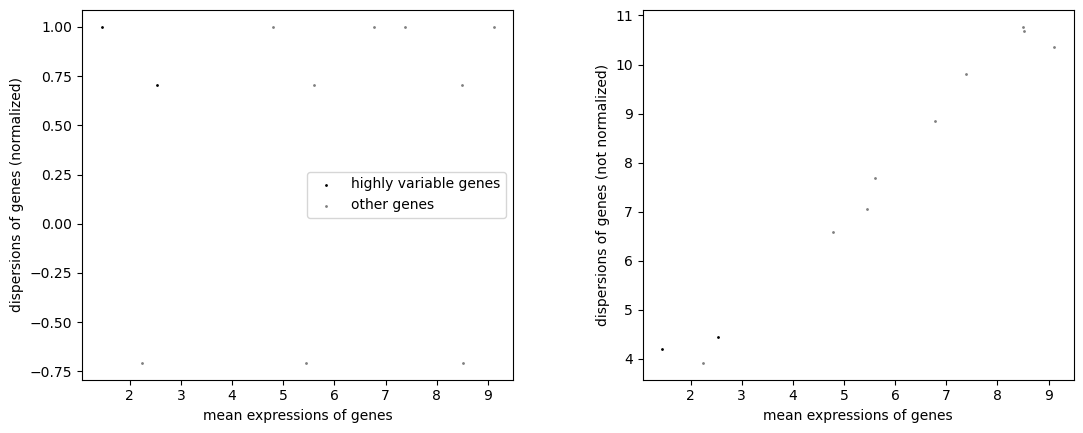 dispersions of genes (normalized)
1.00
0.75
0.50
0.25
0.00
−0.25
−0.50
−0.75
2 3 4 5 6 7 8 9
mean expressions of genes
highly variable genes
other genes
dispersions of genes (not normalized)
11
10
9
8
7
6
5
4
2 3 4 5 6 7 8 9
mean expressions of genes